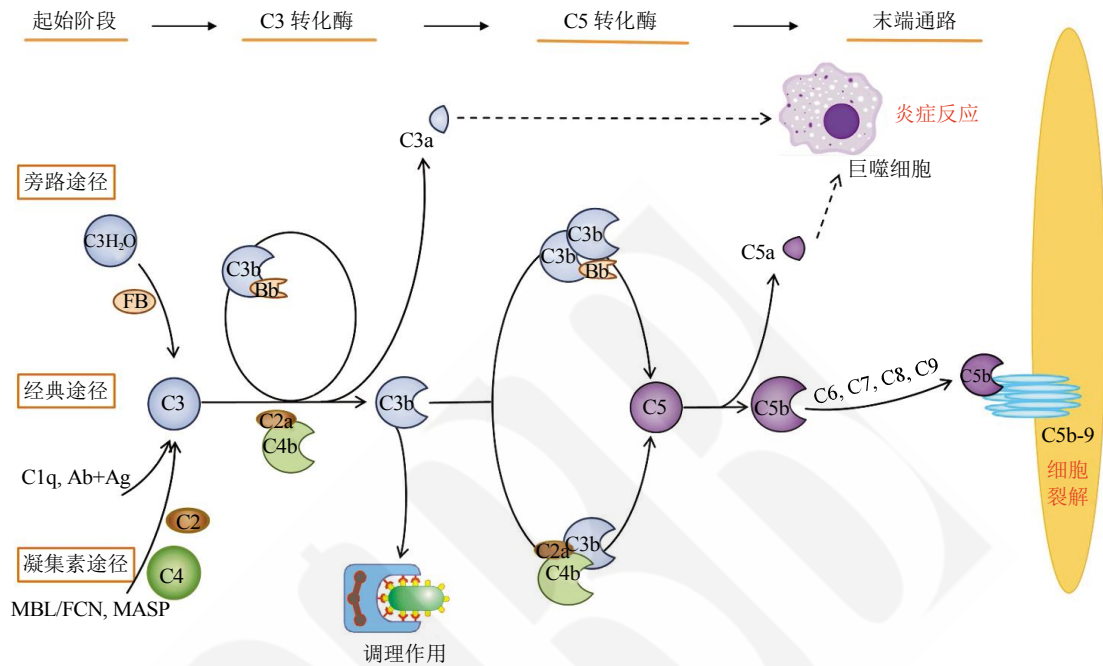 起始阶段
C3 转化酶
C5 转化酶
末端通路
炎症反应
C3a
巨噬细胞
旁路途径
C3H₂O
C3b
Bb
C3b
C3b
Bb
C5a
FB
经典途径
C3
C3b
C5
C5b
C6, C7, C8, C9
C5b
C2a
C4b
C5b-9
C1q, Ab+Ag
细胞
裂解
C2
C2a
C3b
C4b
凝集素途径
C4
MBL/FCN, MASP
调理作用